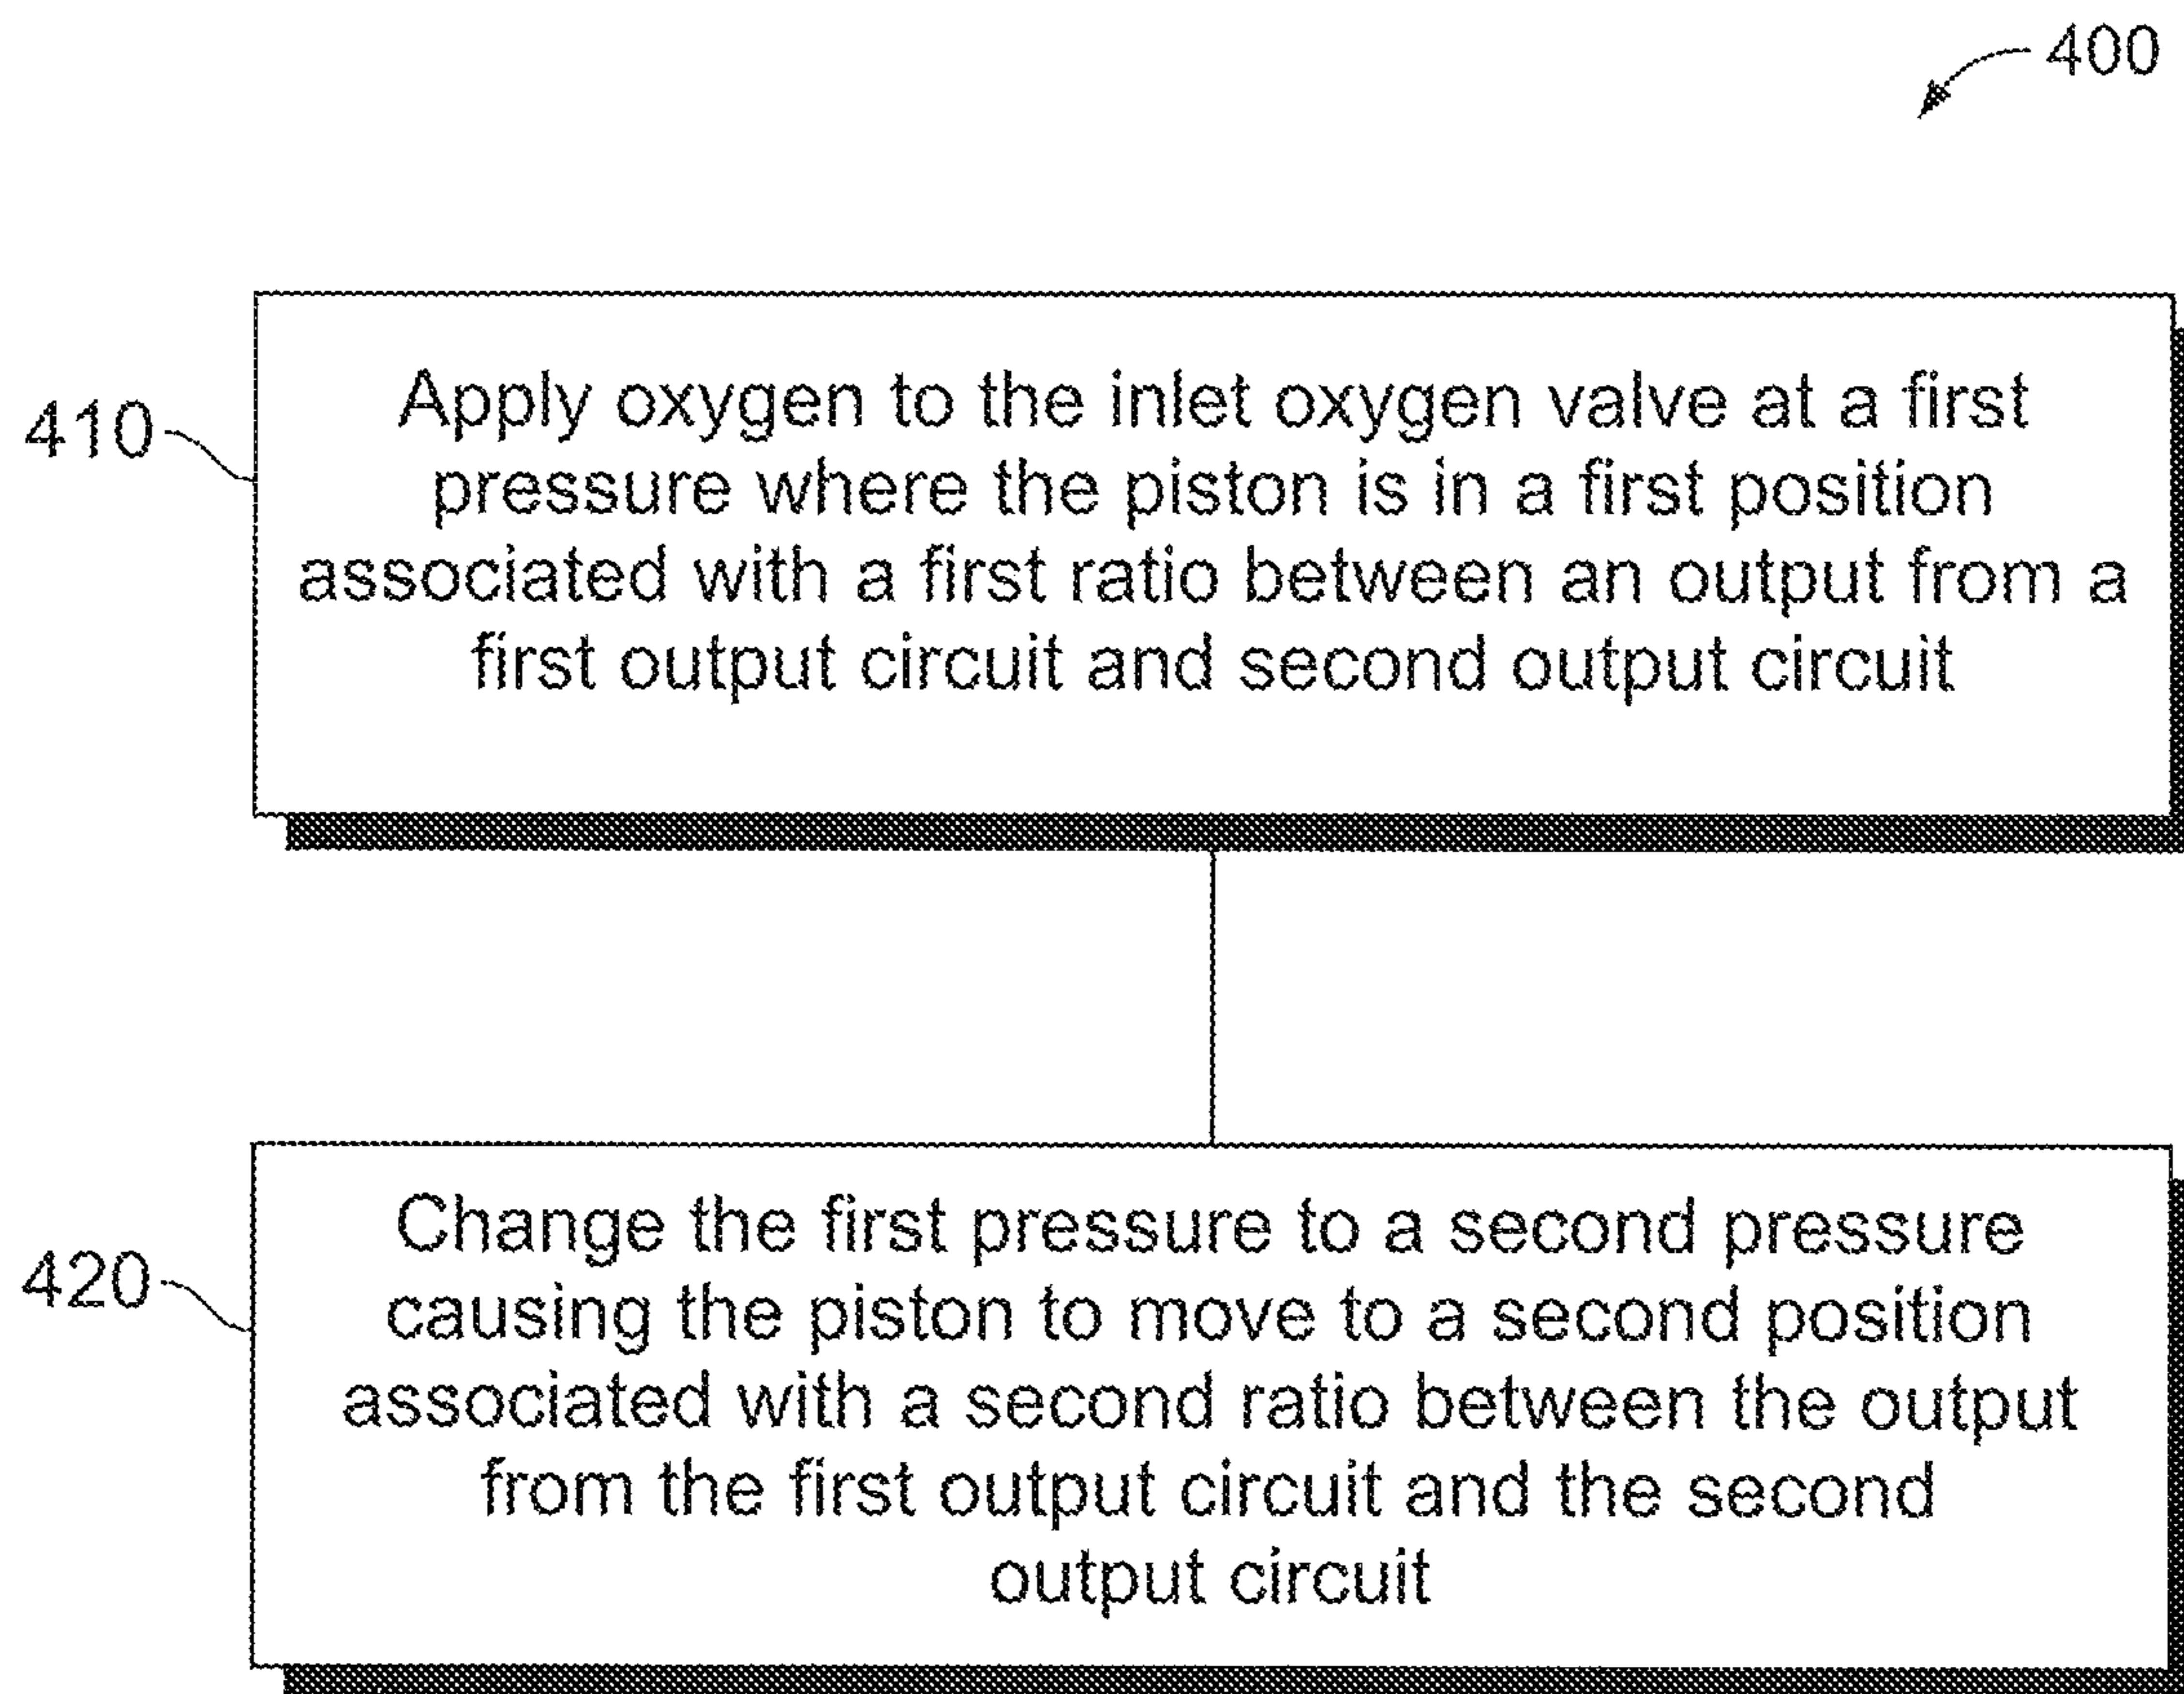 400
410
Apply oxygen to the inlet oxygen valve at a first
pressure where the piston is in a first position
associated with a first ratio between an output from a
first output circuit and second output circuit
420
Change the first pressure to a second pressure
causing the piston to move to a second position
associated with a second ratio between the output
from the first output circuit and the second
output circuit